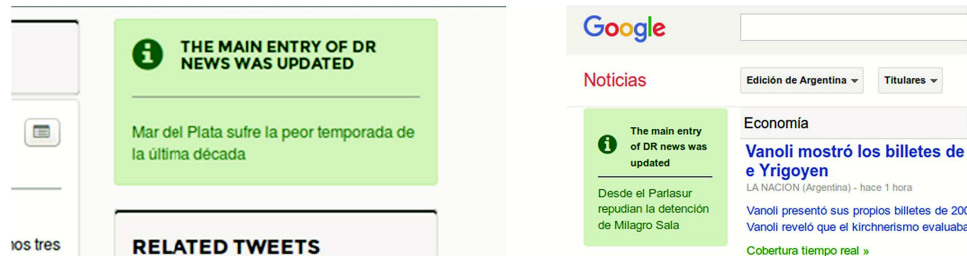 THE MAIN ENTRY OF DR
NEWS WAS UPDATED
Mar del Plata sufre la peor temporada de
la última década
nos tres
RELATED TWEETS
Google
Noticias
Edición de Argentina
Titulares
The main entry
of DR news was
updated
Desde el Parlasur
repudian la detención
de Milagro Sala
Economía
Vanoli mostró los billetes de
e Yrigoyen
LA NACION (Argentina) - hace 1 hora
Vanoli presentó sus propios billetes de 200
Vanoli reveló que el kirchnerismo evaluaba
Cobertura tiempo real »